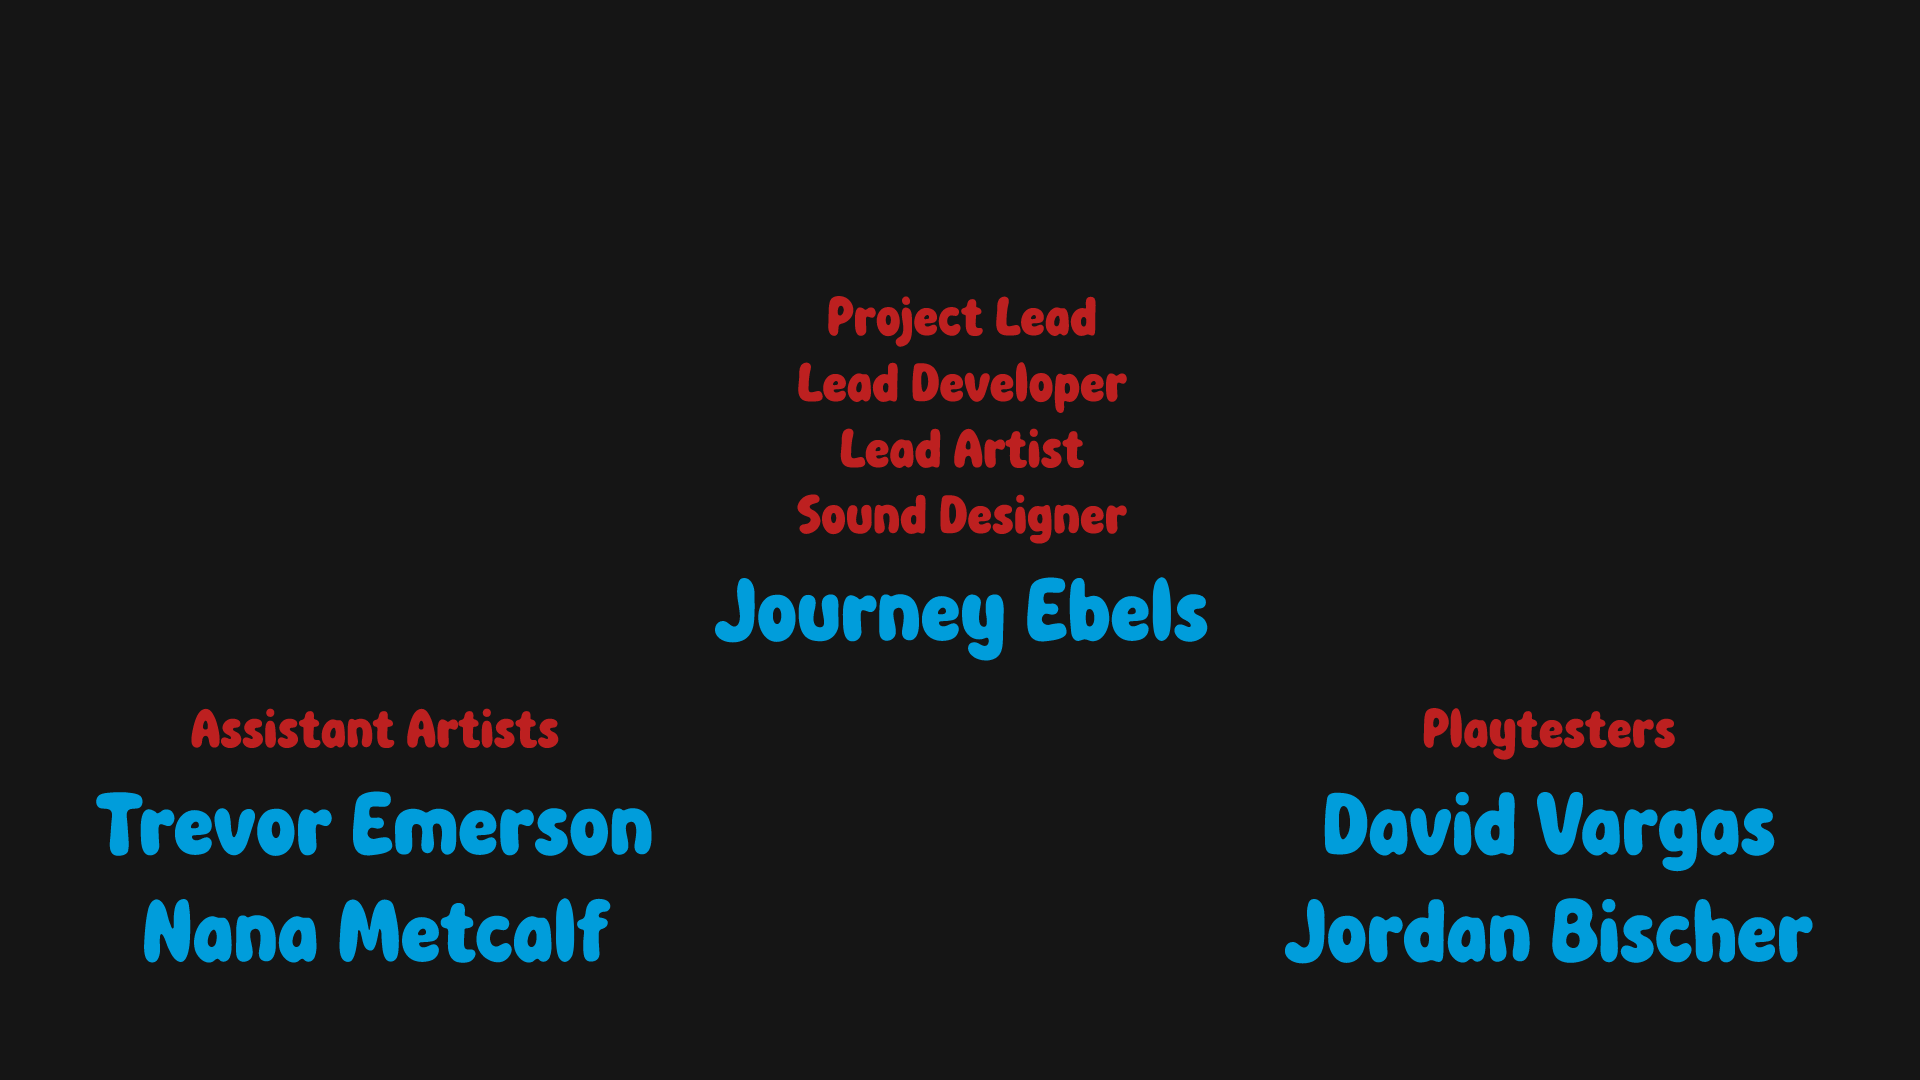 Project Lead
Lead Developer
Lead Artist
Sound Designer
Journey Ebels
Assistant Artists
Trevor Emerson
Nana Metcalf
Playtesters
David Vargas
Jordan Bischer